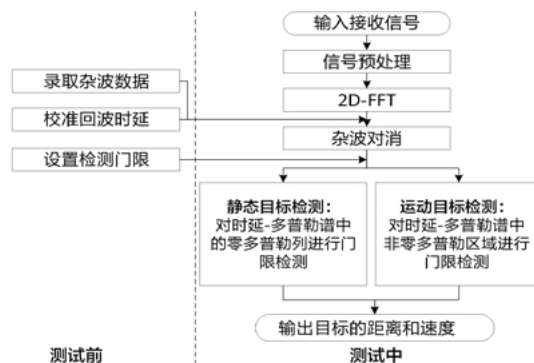 输入接收信号
信号预处理
录取杂波数据
2D-FFT
校准回波时延
杂波对消
设置检测门限
静态目标检测：
对时延-多普勒谱中
的零多普勒列进行门
限检测
运动目标检测：
对时延-多普勒谱中
非零多普勒区域进行
门限检测
输出目标的距离和速度
测试前
测试中